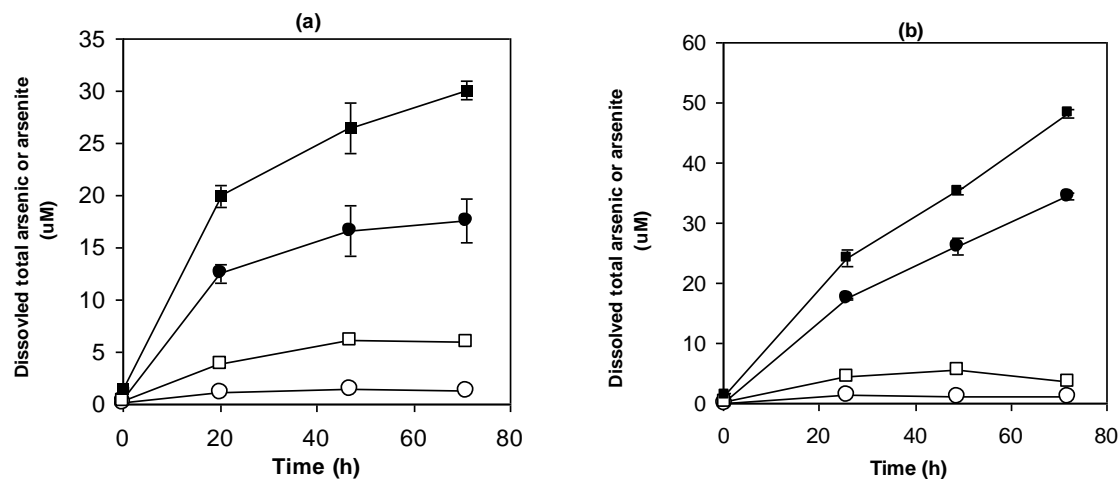 (a)
35
30
25
20
15
10
5
0
0 20 40 60 80
Time (h)
Dissovled total arsenic or arsenite
(uM)
(b)
60
50
40
30
20
10
0
0 20 40 60 80
Time (h)
Dissolved total arsenic or arsenite
(uM)